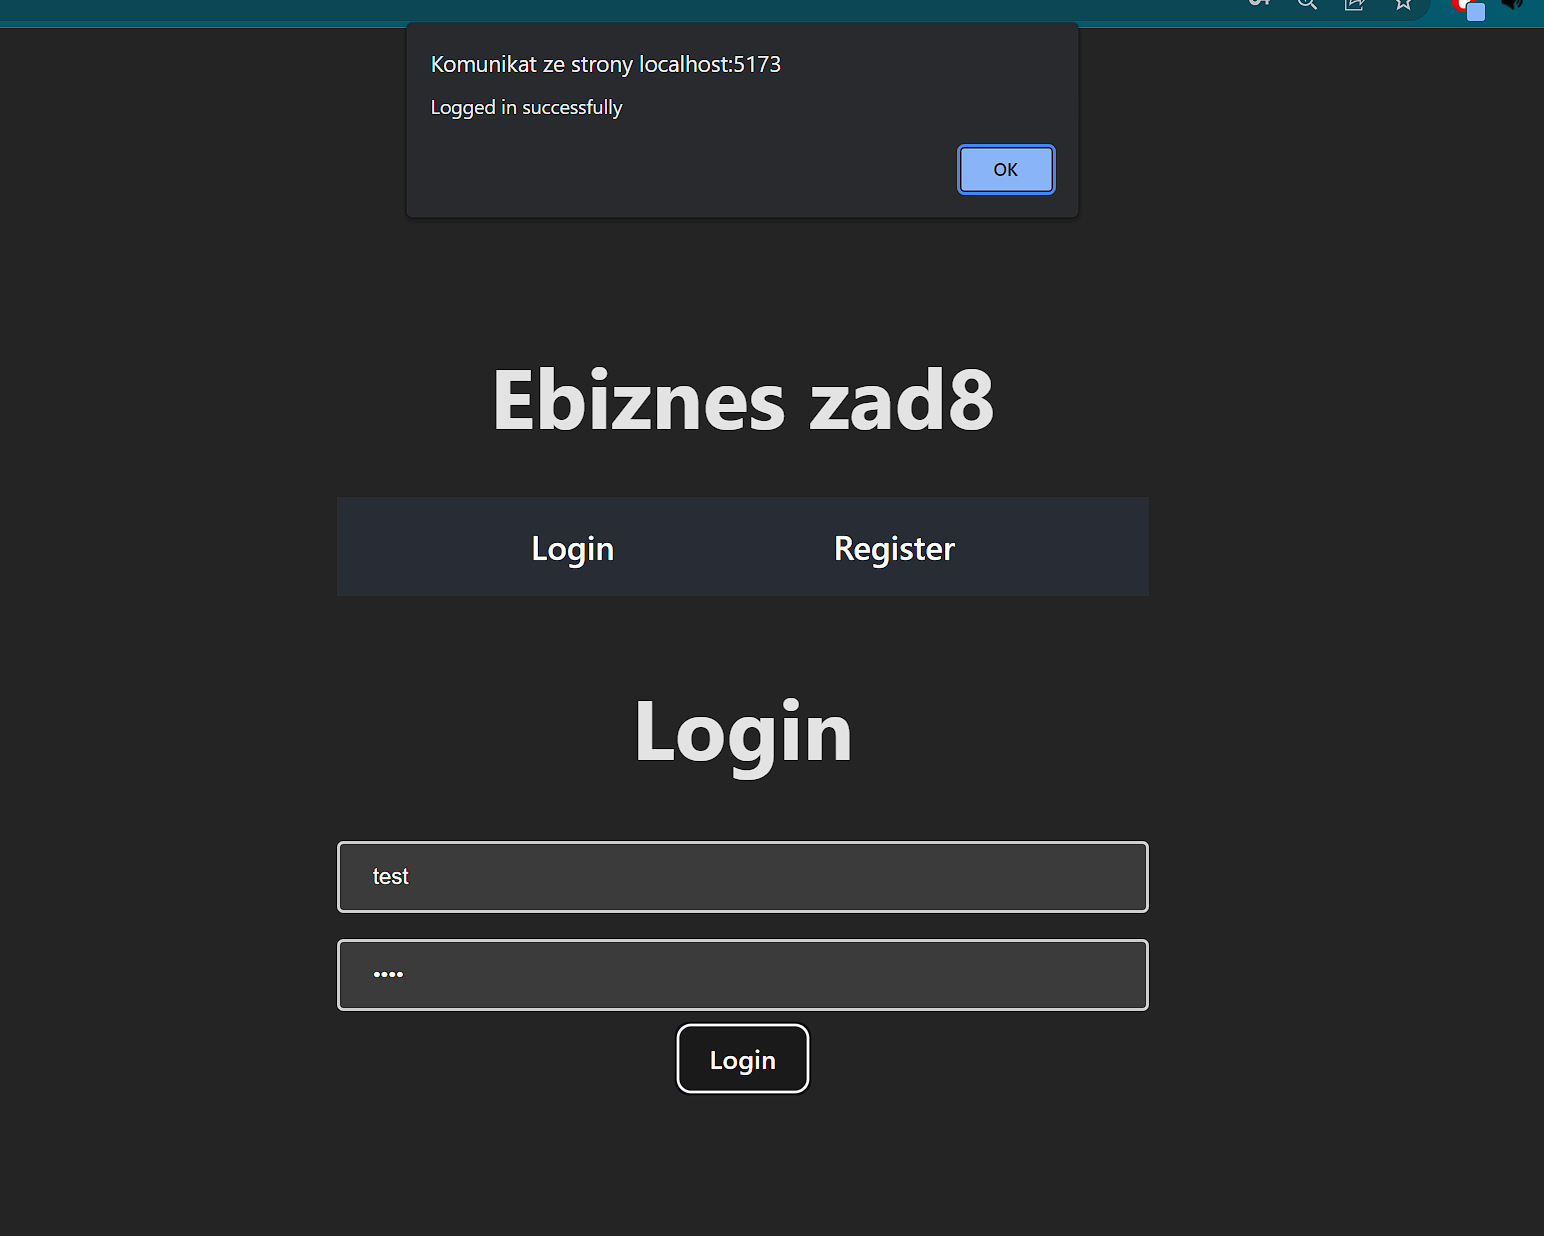 Komunikat ze strony localhost:5173
Logged in successfully
OK
Ebiznes zad8
Login Register
Login
test
••••
Login